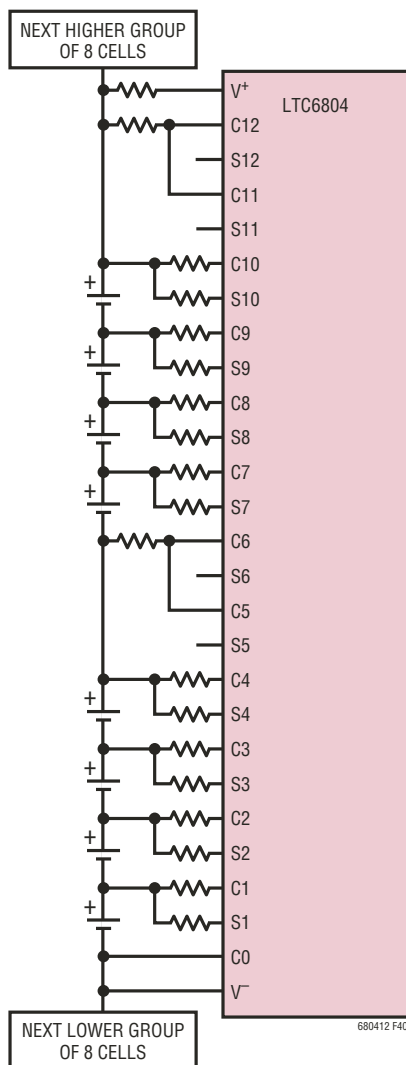 NEXT HIGHER GROUP
OF 8 CELLS
LTC6804
V+
C12
S12
C11
S11
C10
S10
+
C9
S9
+
C8
S8
+
C7
S7
+
C6
S6
C5
S5
C4
S4
+
C3
S3
+
C2
S2
+
C1
S1
+
C0
V−
NEXT LOWER GROUP
OF 8 CELLS
680412 F40